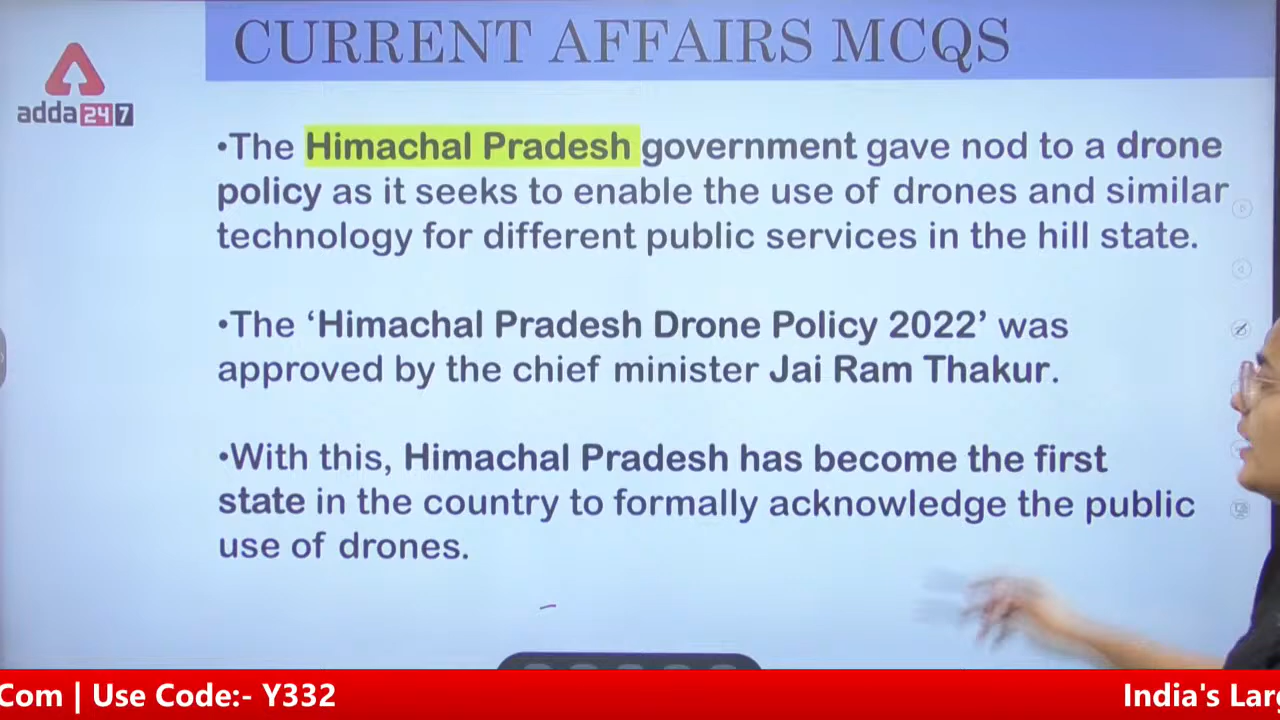 CURRENT AFFAIRS MCQS
adda247
•The Himachal Pradesh government gave nod to a drone
policy as it seeks to enable the use of drones and similar
technology for different public services in the hill state.
•The ‘Himachal Pradesh Drone Policy 2022’ was
approved by the chief minister Jai Ram Thakur.
•With this, Himachal Pradesh has become the first
state in the country to formally acknowledge the public
use of drones.
Com | Use Code:- Y332
India's Larg